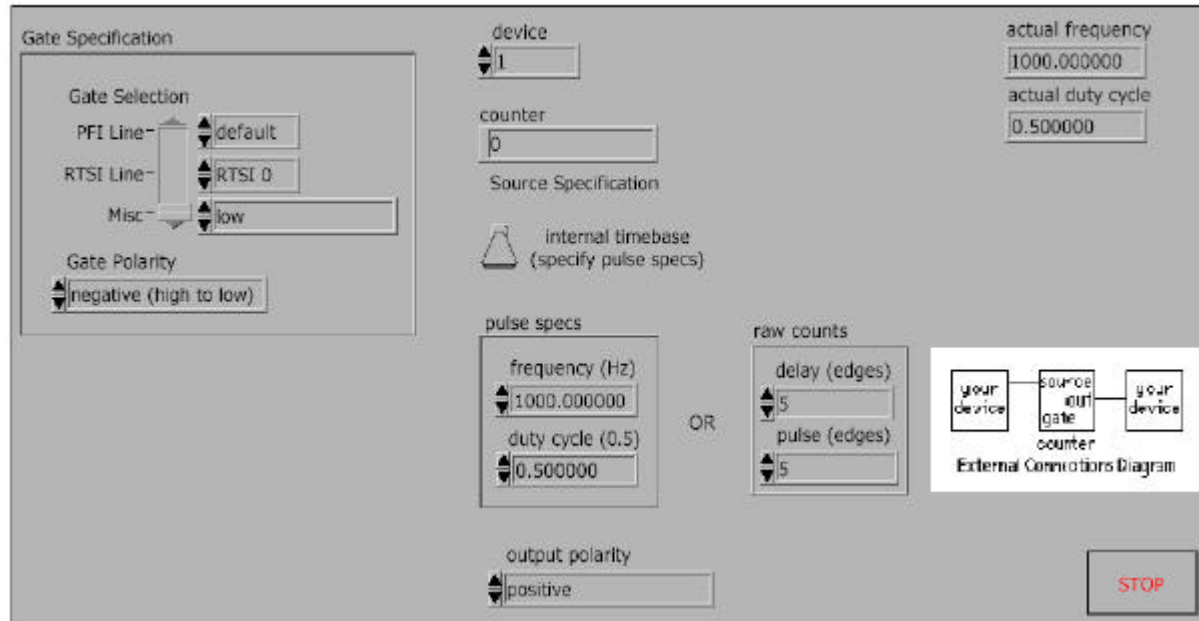 Gate Specification
Gate Selection
PFI Line
default
RTSI Line
RTSI 0
Misc
low
Gate Polarity
negative (high to low)
device
1
counter
0
Source Specification
internal timebase
(specify pulse specs)
pulse specs
frequency (Hz)
1000.000000
duty cycle (0.5)
0.500000
OR
raw counts
delay (edges)
5
pulse (edges)
5
output polarity
positive
actual frequency
1000.000000
actual duty cycle
0.500000
your
device
source
out
gate
counter
your
device
External Connections Diagram
STOP